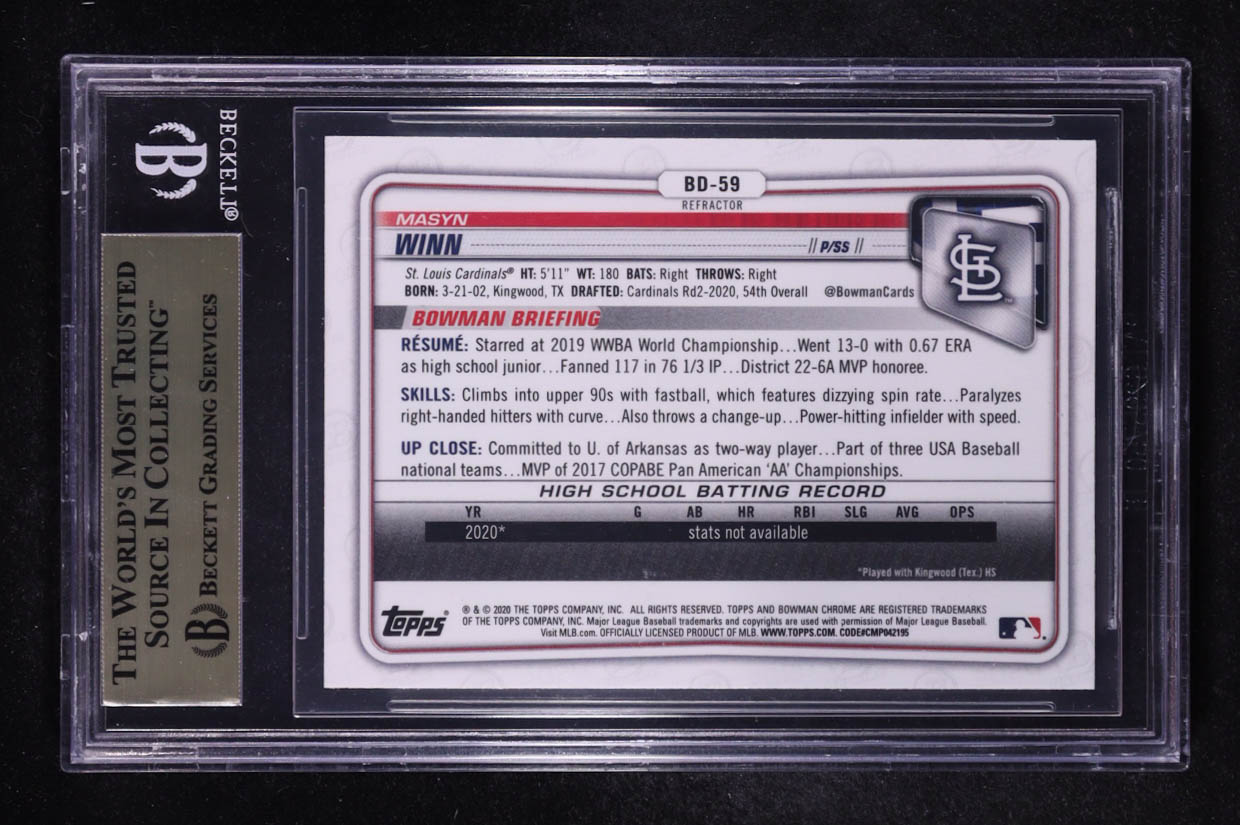 BECKETT®
B
THE WORLD'S MOST TRUSTED
SOURCE IN COLLECTING™
B BECKETT GRADING SERVICES
BD-59
REFRACTOR
MASYN
WINN // P/SS //
St. Louis Cardinals® HT: 5'11" WT: 180 BATS: Right THROWS: Right
BORN: 3-21-02, Kingwood, TX DRAFTED: Cardinals Rd2-2020, 54th Overall @BowmanCards
STL™
BOWMAN BRIEFING
RÉSUMÉ: Starred at 2019 WWBA World Championship...Went 13-0 with 0.67 ERA
as high school junior...Fanned 117 in 76 1/3 IP...District 22-6A MVP honoree.
SKILLS: Climbs into upper 90s with fastball, which features dizzying spin rate...Paralyzes
right-handed hitters with curve...Also throws a change-up...Power-hitting infielder with speed.
UP CLOSE: Committed to U. of Arkansas as two-way player...Part of three USA Baseball
national teams...MVP of 2017 COPABE Pan American 'AA' Championships.
HIGH SCHOOL BATTING RECORD
YR G AB HR RBI SLG AVG OPS
2020* stats not available
*Played with Kingwood (Tex.) HS
Topps®
® & © 2020 THE TOPPS COMPANY, INC. ALL RIGHTS RESERVED. TOPPS AND BOWMAN CHROME ARE REGISTERED TRADEMARKS
OF THE TOPPS COMPANY, INC. Major League Baseball trademarks and copyrights are used with permission of Major League Baseball.
Visit MLB.com. OFFICIALLY LICENSED PRODUCT OF MLB. WWW.TOPPS.COM. CODE#CMP042195